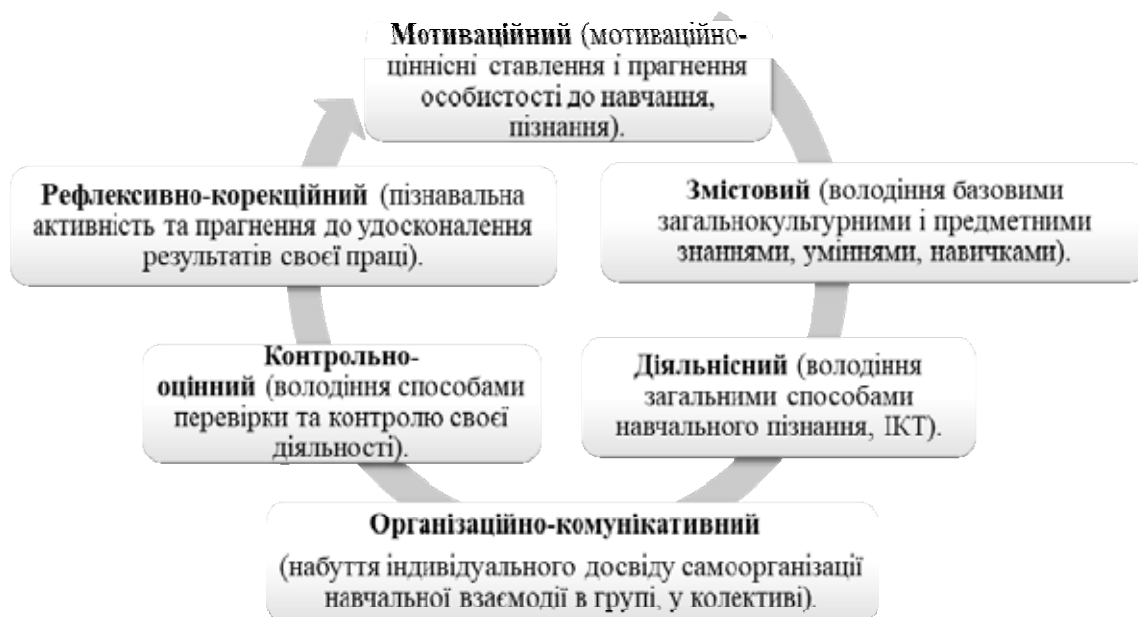 Мотиваційний (мотиваційно-
ціннісні ставлення і прагнення
особистості до навчання,
пізнання).
Змістовий (володіння базовими
загальнокультурними і предметними
знаннями, уміннями, навичками).
Діяльнісний (володіння
загальними способами
навчального пізнання, ІКТ).
Організаційно-комунікативний
(набуття індивідуального досвіду самоорганізації
навчальної взаємодії в групі, у колективі).
Контрольно-
оцінний (володіння способами
перевірки та контролю своєї
діяльності).
Рефлексивно-корекційний (пізнавальна
активність та прагнення до удосконалення
результатів своєї праці).